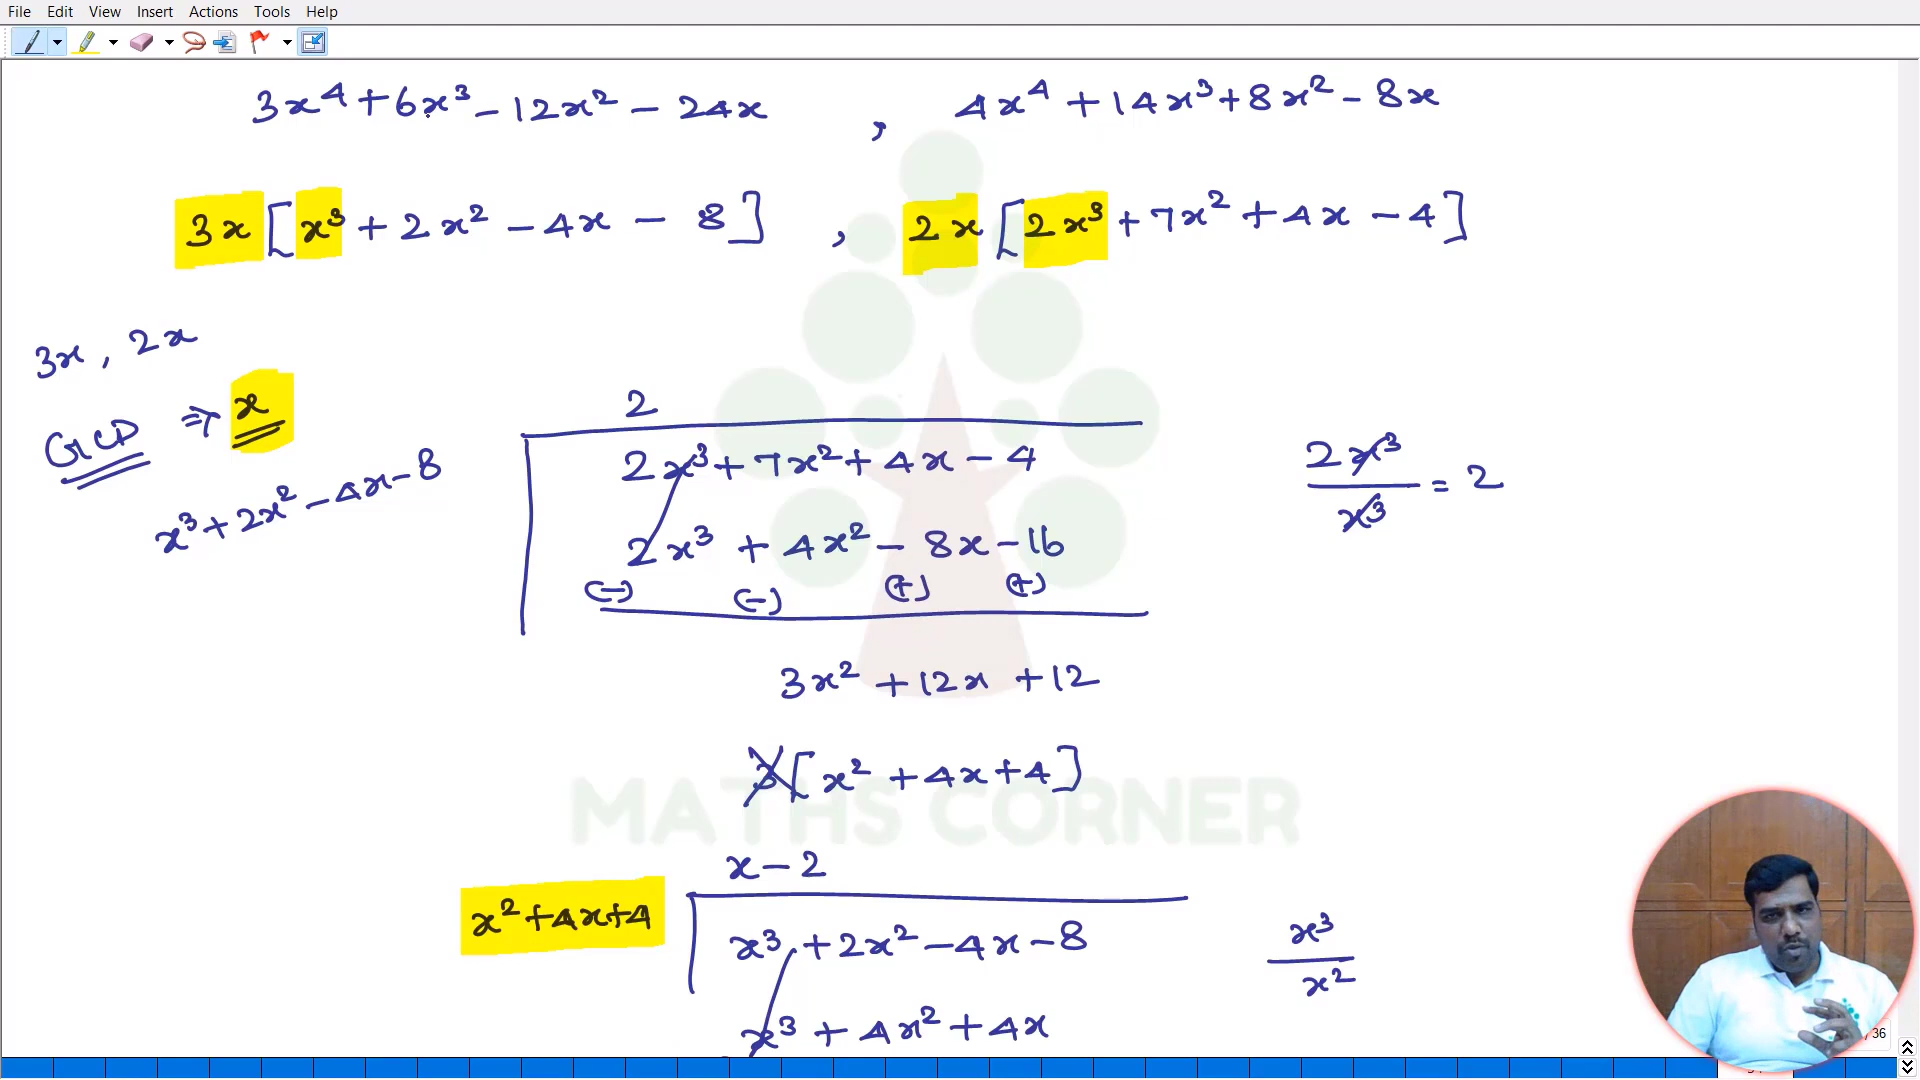 File Edit View Insert Actions Tools Help
3x⁴ + 6x³ - 12x² - 24x , 4x⁴ + 14x³ + 8x² - 8x
3x [x³ + 2x² - 4x - 8] , 2x [2x³ + 7x² + 4x - 4]
3x, 2x
GCD ⇒ x
2
x³ + 2x² - 4x - 8
2x³ + 7x² + 4x - 4
2x³ + 4x² - 8x - 16
(-) (-) (+) (+)
2x³ / x³ = 2
3x² + 12x + 12
3 [x² + 4x + 4]
MATHS CORNER
x - 2
x² + 4x + 4
x³ + 2x² - 4x - 8
x³ + 4x² + 4x
x³ / x²
36